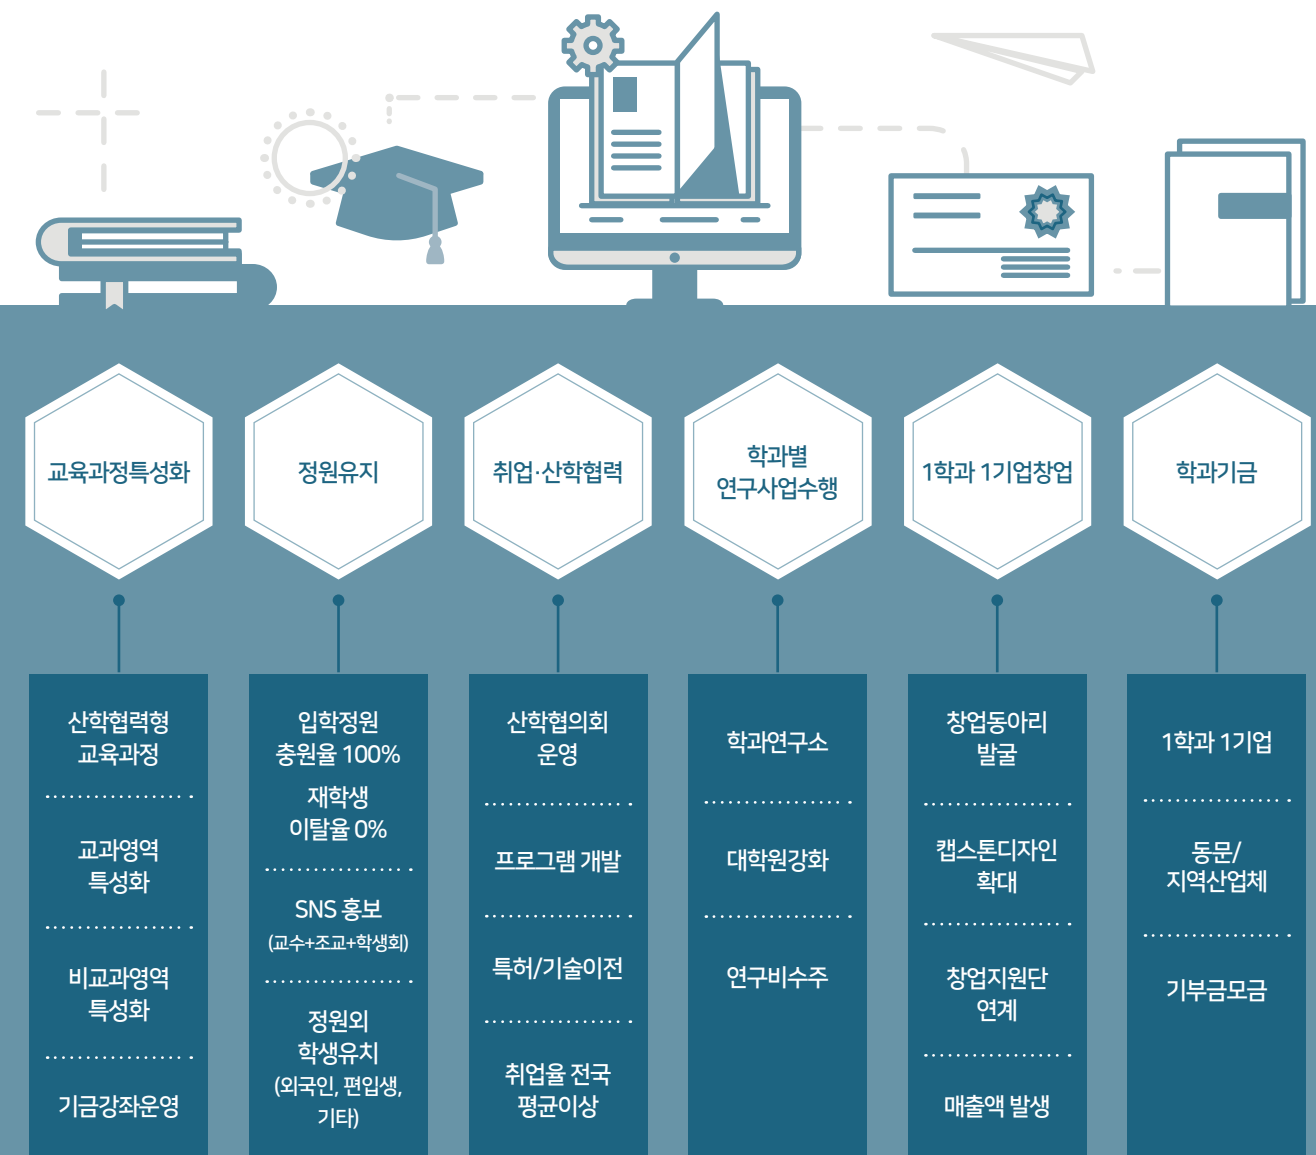 교육과정특성화
정원유지
취업·산학협력
학과별
연구사업수행
1학과 1기업창업
학과기금
산학협력형
교육과정
교과영역
특성화
비교과영역
특성화
기금강좌운영
입학정원
충원율 100%
재학생
이탈율 0%
SNS 홍보
(교수+조교+학생회)
정원외
학생유치
(외국인, 편입생,
기타)
산학협의회
운영
프로그램 개발
특허/기술이전
취업율 전국
평균이상
학과연구소
대학원강화
연구비수주
창업동아리
발굴
캡스톤디자인
확대
창업지원단
연계
매출액 발생
1학과 1기업
동문/
지역산업체
기부금모금